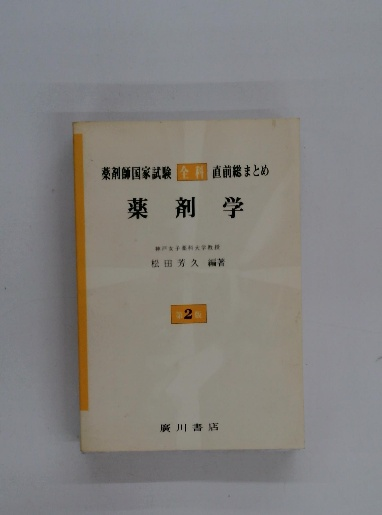 薬剤師国家試験 全科 直前総まとめ
薬剤学
神戸女子薬科大学教授
松田芳久 編著
第2版
廣川書店